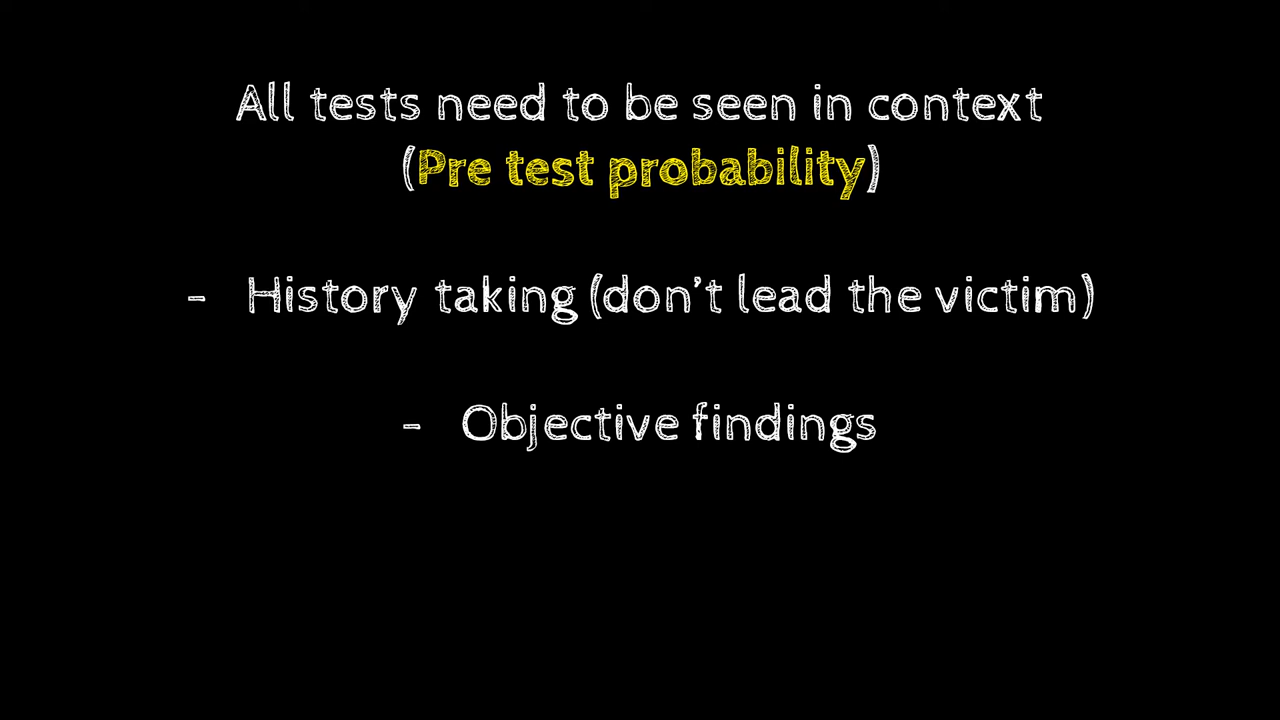 All tests need to be seen in context
(Pre test probability)
- History taking (don't lead the victim)
- Objective findings